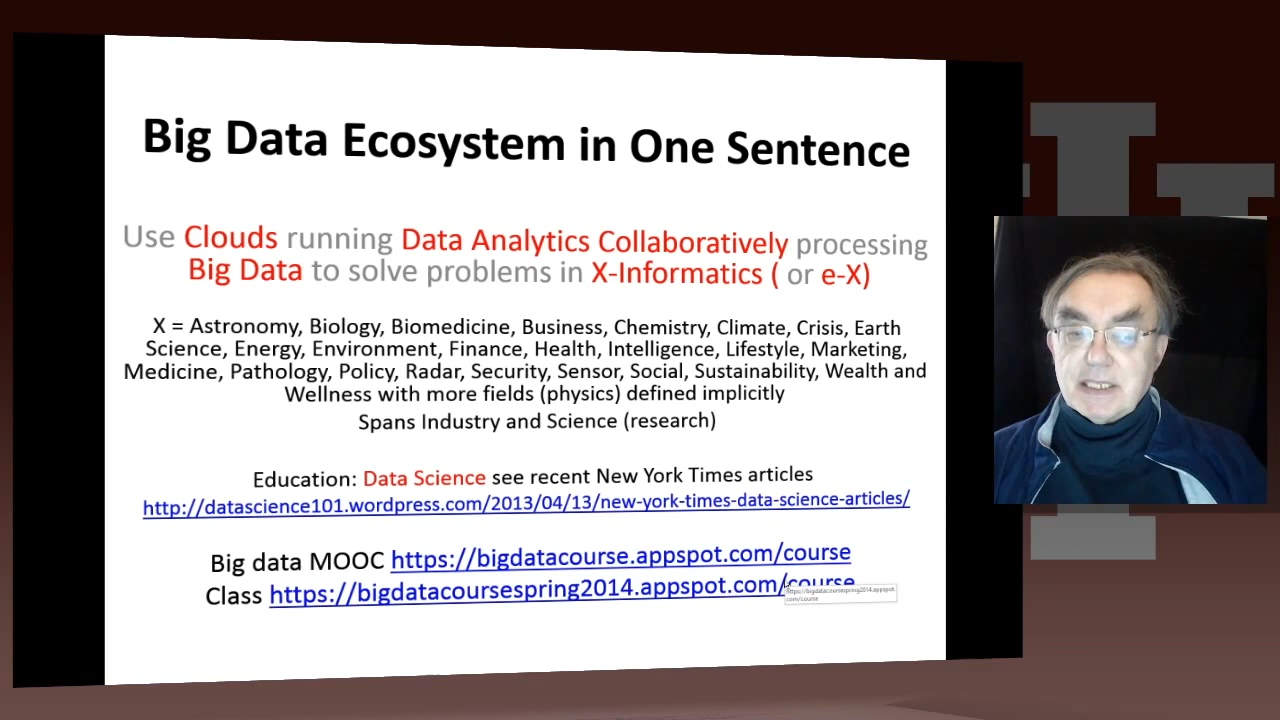 Big Data Ecosystem in One Sentence
Use Clouds running Data Analytics Collaboratively processing
Big Data to solve problems in X-Informatics ( or e-X)
X = Astronomy, Biology, Biomedicine, Business, Chemistry, Climate, Crisis, Earth
Science, Energy, Environment, Finance, Health, Intelligence, Lifestyle, Marketing,
Medicine, Pathology, Policy, Radar, Security, Sensor, Social, Sustainability, Wealth and
Wellness with more fields (physics) defined implicitly
Spans Industry and Science (research)
Education: Data Science see recent New York Times articles
http://datascience101.wordpress.com/2013/04/13/new-york-times-data-science-articles/
Big data MOOC https://bigdatacourse.appspot.com/course
Class https://bigdatacoursespring2014.appspot.com/course
https://bigdatacoursespring2014.appspot.
com/course